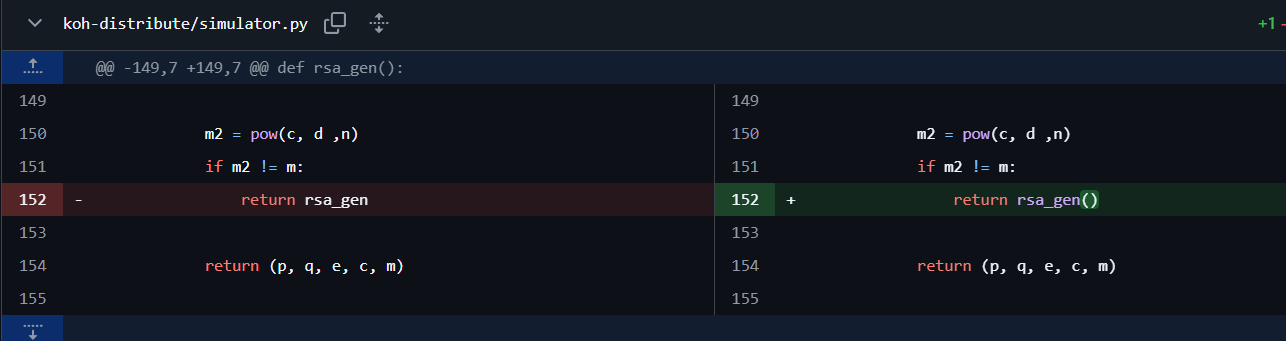 koh-distribute/simulator.py +1 -
@@ -149,7 +149,7 @@ def rsa_gen():
149 149
150 m2 = pow(c, d ,n) 150 m2 = pow(c, d ,n)
151 if m2 != m: 151 if m2 != m:
152 - return rsa_gen 152 + return rsa_gen()
153 153
154 return (p, q, e, c, m) 154 return (p, q, e, c, m)
155 155